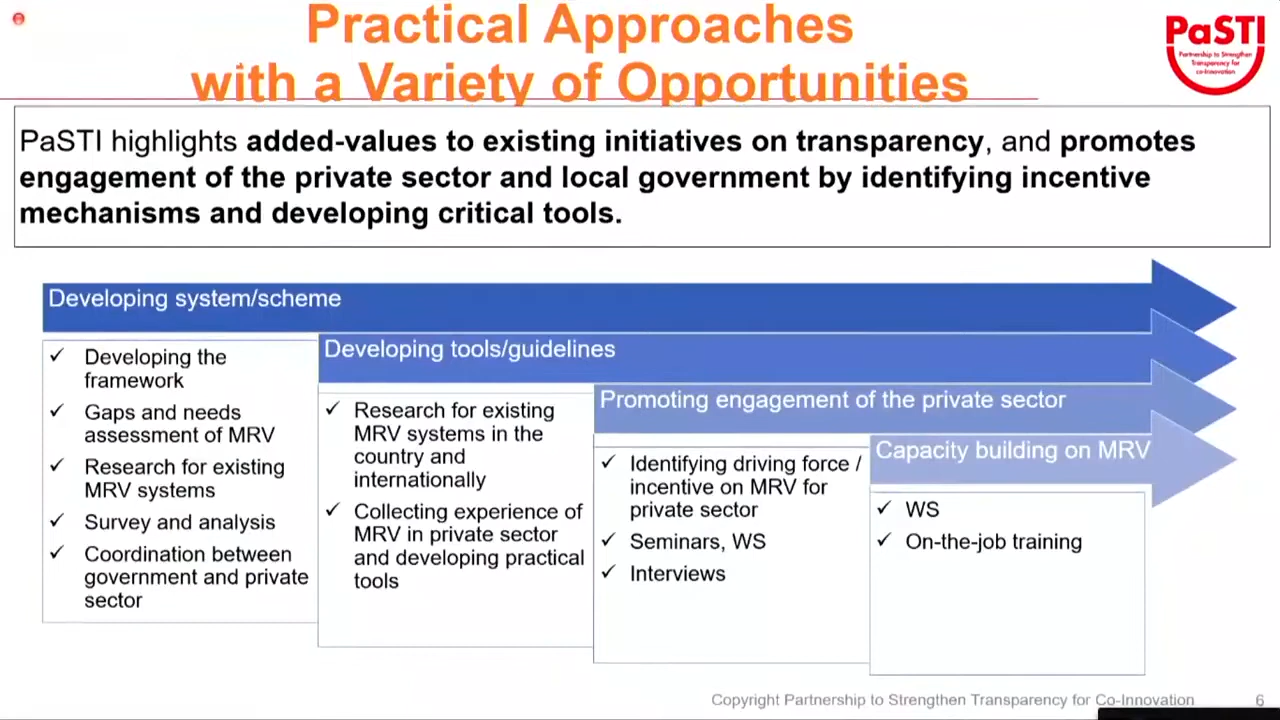 Practical Approaches
with a Variety of Opportunities
PaSTI
Partnership to Strengthen
Transparency for
co-Innovation
PaSTI highlights added-values to existing initiatives on transparency, and promotes
engagement of the private sector and local government by identifying incentive
mechanisms and developing critical tools.
Developing system/scheme
✓ Developing the
framework
✓ Gaps and needs
assessment of MRV
✓ Research for existing
MRV systems
✓ Survey and analysis
✓ Coordination between
government and private
sector
Developing tools/guidelines
✓ Research for existing
MRV systems in the
country and
internationally
✓ Collecting experience of
MRV in private sector
and developing practical
tools
Promoting engagement of the private sector
✓ Identifying driving force /
incentive on MRV for
private sector
✓ Seminars, WS
✓ Interviews
Capacity building on MRV
✓ WS
✓ On-the-job training
Copyright Partnership to Strengthen Transparency for Co-Innovation
6